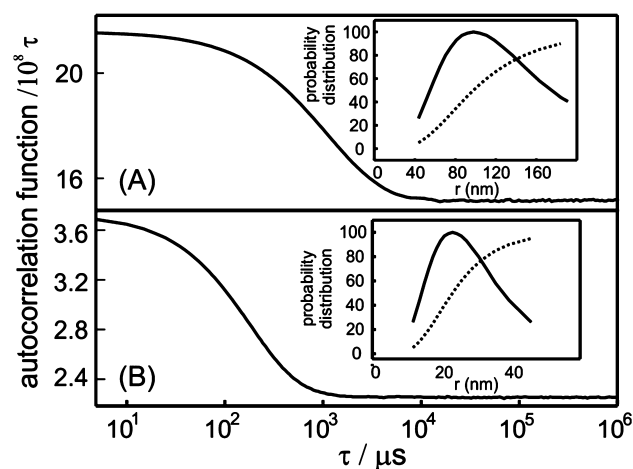 autocorrelation function /10⁸ τ
20
16
(A)
probability
distribution
100
80
60
40
20
0
0 40 80 120 160
r (nm)
3.6
3.2
2.8
2.4
(B)
probability
distribution
100
80
60
40
20
0
0 20 40
r (nm)
10¹ 10² 10³ 10⁴ 10⁵ 10⁶
τ / μs